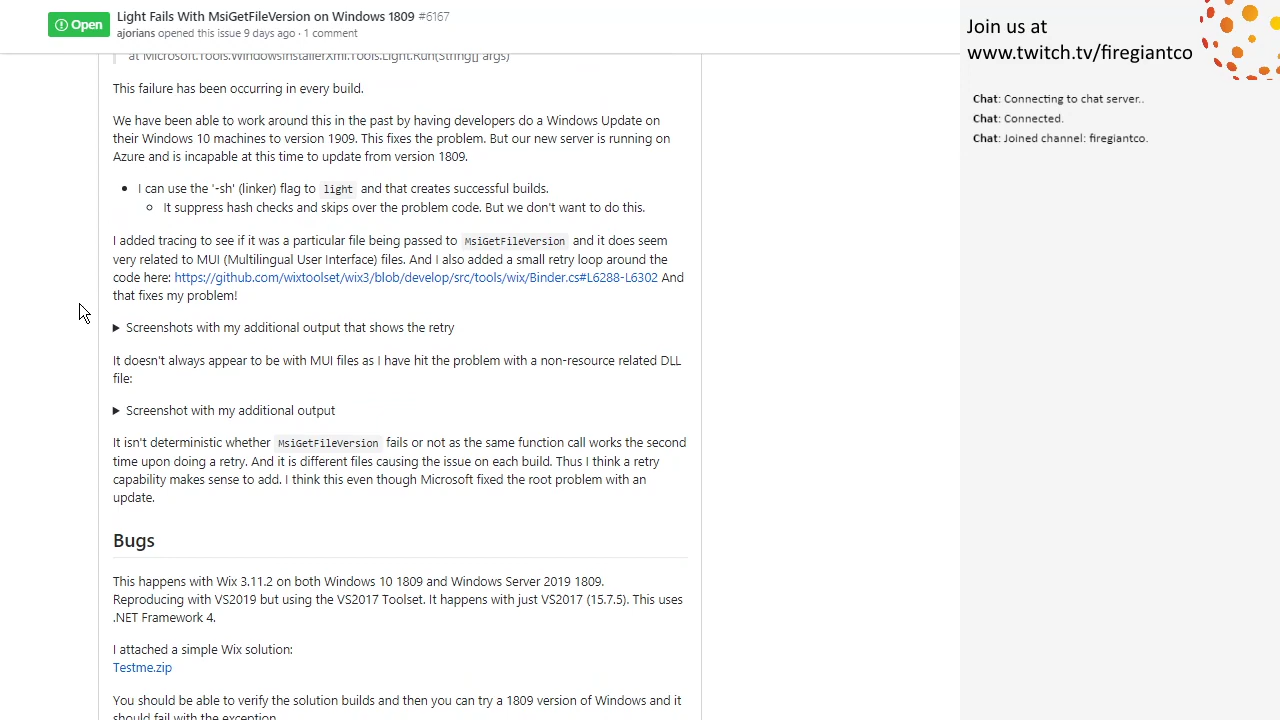 Open
Light Fails With MsiGetFileVersion on Windows 1809 #6167
ajorians opened this issue 9 days ago · 1 comment
at Microsoft.Tools.WindowsInstallerXml.Tools.Light.Run(String[] args)
This failure has been occurring in every build.
We have been able to work around this in the past by having developers do a Windows Update on
their Windows 10 machines to version 1909. This fixes the problem. But our new server is running on
Azure and is incapable at this time to update from version 1809.
I can use the '-sh' (linker) flag to light and that creates successful builds.
It suppress hash checks and skips over the problem code. But we don't want to do this.
I added tracing to see if it was a particular file being passed to MsiGetFileVersion and it does seem
very related to MUI (Multilingual User Interface) files. And I also added a small retry loop around the
code here: https://github.com/wixtoolset/wix3/blob/develop/src/tools/wix/Binder.cs#L6288-L6302 And
that fixes my problem!
Screenshots with my additional output that shows the retry
It doesn't always appear to be with MUI files as I have hit the problem with a non-resource related DLL
file:
Screenshot with my additional output
It isn't deterministic whether MsiGetFileVersion fails or not as the same function call works the second
time upon doing a retry. And it is different files causing the issue on each build. Thus I think a retry
capability makes sense to add. I think this even though Microsoft fixed the root problem with an
update.
Bugs
This happens with Wix 3.11.2 on both Windows 10 1809 and Windows Server 2019 1809.
Reproducing with VS2019 but using the VS2017 Toolset. It happens with just VS2017 (15.7.5). This uses
.NET Framework 4.
I attached a simple Wix solution:
Testme.zip
You should be able to verify the solution builds and then you can try a 1809 version of Windows and it
should fail with the exception
Join us at
www.twitch.tv/firegiantco
Chat: Connecting to chat server..
Chat: Connected.
Chat: Joined channel: firegiantco.